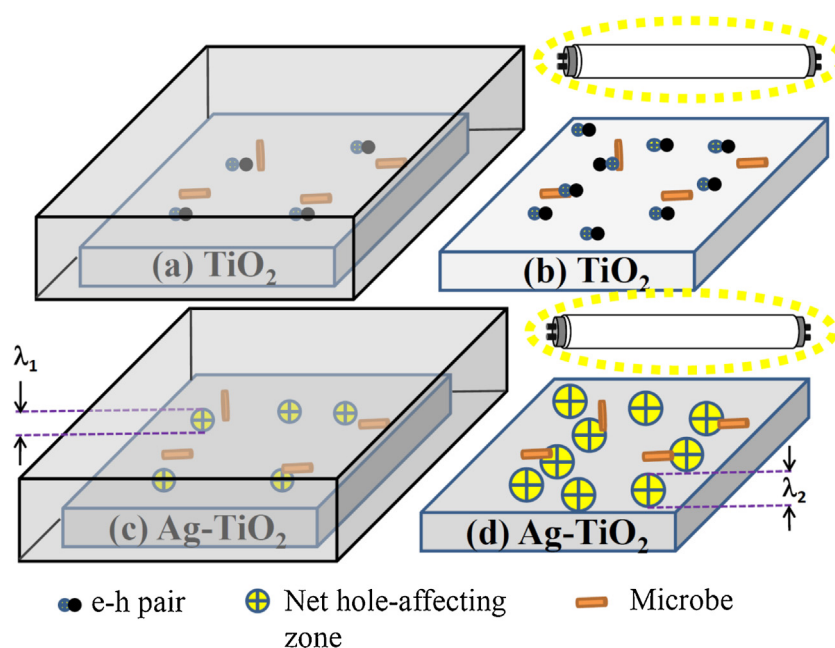 (a) TiO₂
(b) TiO₂
λ₁
(c) Ag-TiO₂
(d) Ag-TiO₂
λ₂
e-h pair
Net hole-affecting
zone
Microbe